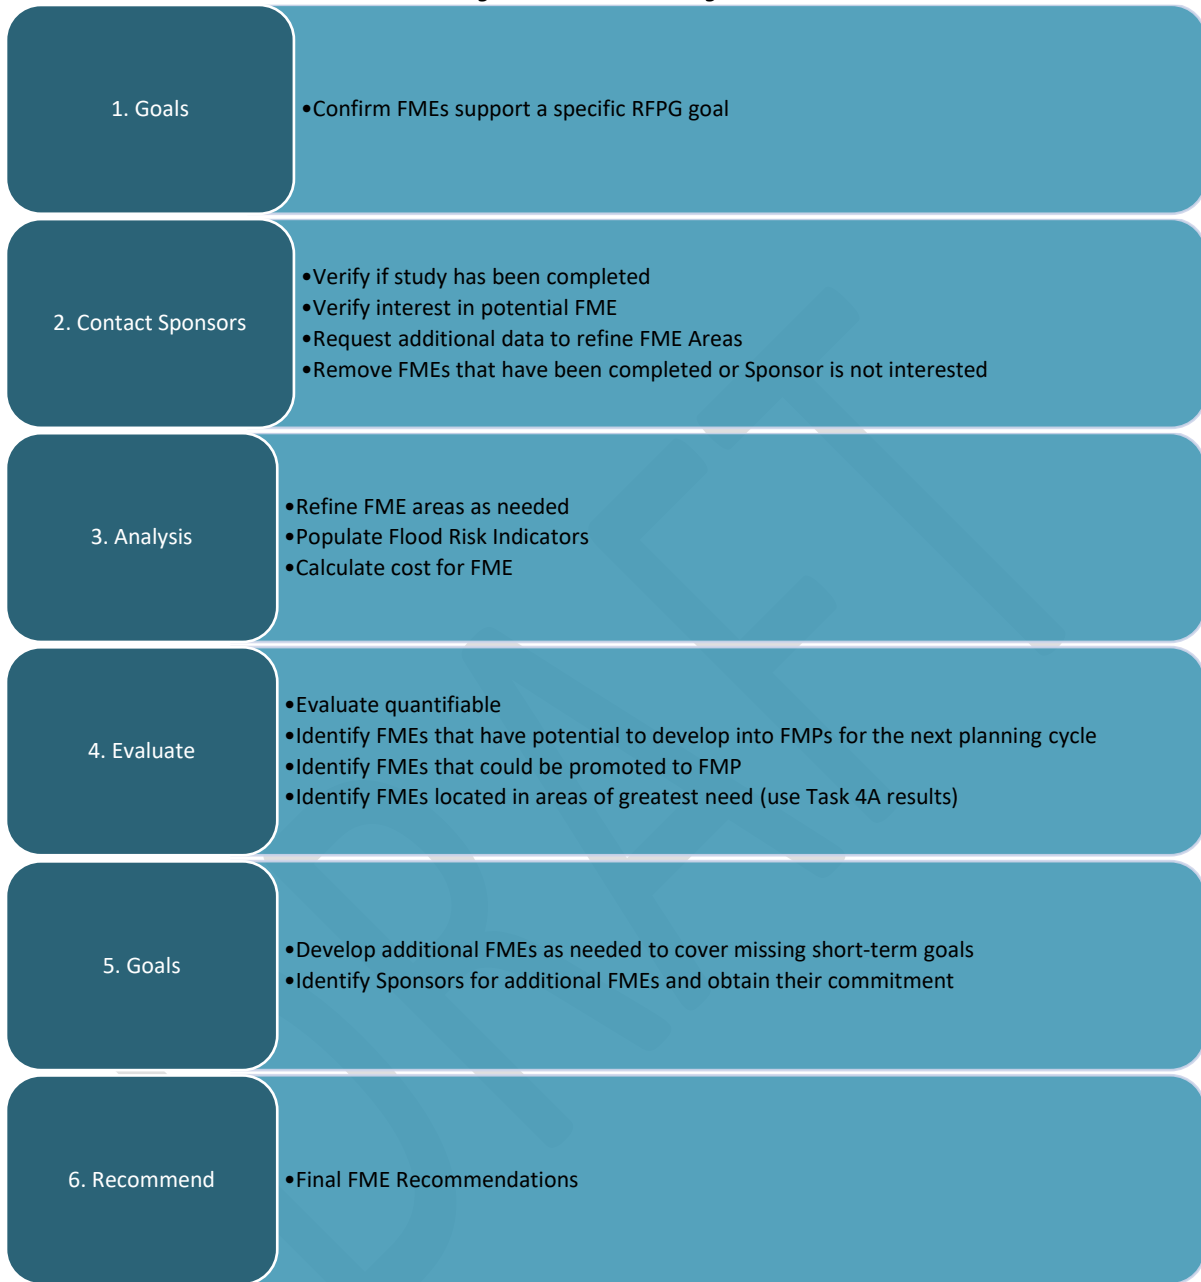 1. Goals
•Confirm FMEs support a specific RFPG goal
2. Contact Sponsors
•Verify if study has been completed
•Verify interest in potential FME
•Request additional data to refine FME Areas
•Remove FMEs that have been completed or Sponsor is not interested
3. Analysis
•Refine FME areas as needed
•Populate Flood Risk Indicators
•Calculate cost for FME
4. Evaluate
•Evaluate quantifiable
•Identify FMEs that have potential to develop into FMPs for the next planning cycle
•Identify FMEs that could be promoted to FMP
•Identify FMEs located in areas of greatest need (use Task 4A results)
5. Goals
•Develop additional FMEs as needed to cover missing short-term goals
•Identify Sponsors for additional FMEs and obtain their commitment
6. Recommend
•Final FME Recommendations
DRAFT